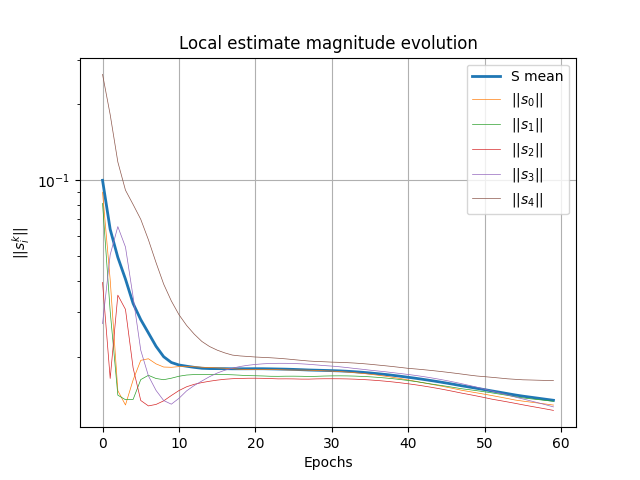 Local estimate magnitude evolution
S mean
||s₀||
||s₁||
||s₂||
||s₃||
||s₄||
10⁻¹
||sᵢᵏ||
0 10 20 30 40 50 60
Epochs